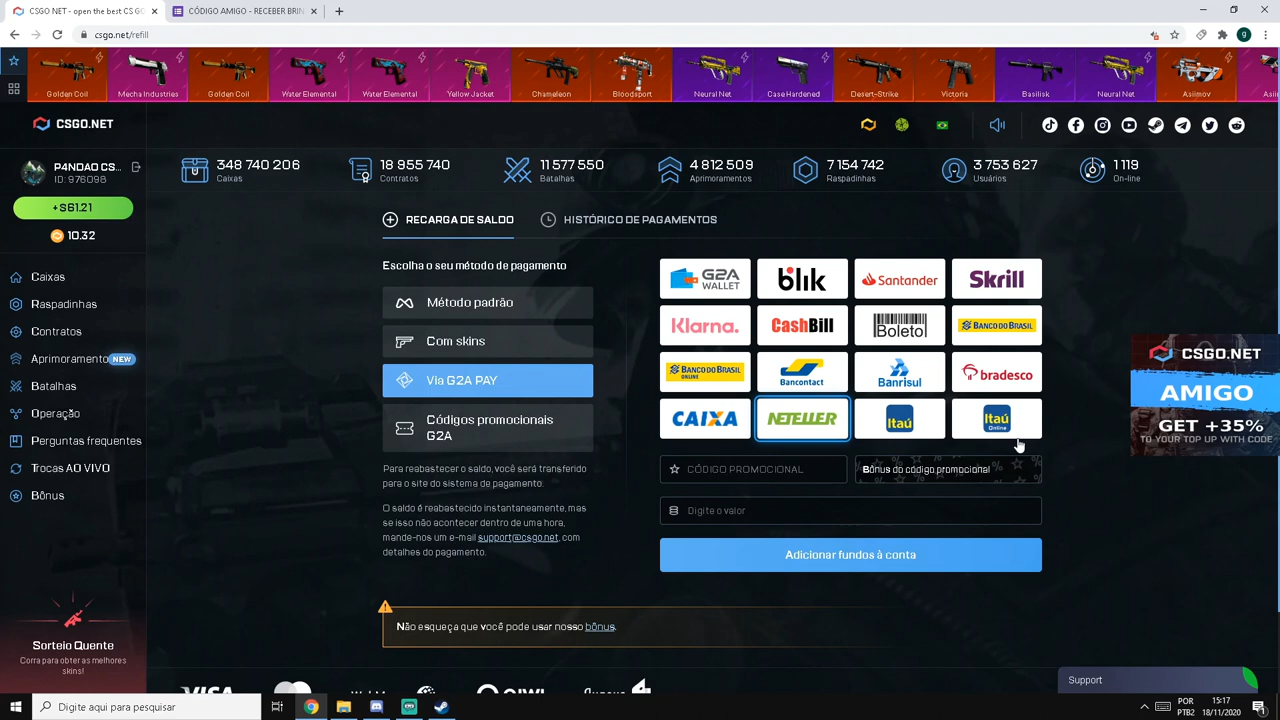 CSGO NET - open the best CS GO
CÓDIGO AMIGO - RECEBER BRIN
csgo.net/refill
g
Golden Coil
Mecha Industries
Golden Coil
Water Elemental
Water Elemental
Yellow Jacket
Chameleon
Bloodsport
Neural Net
Case Hardened
Desert-Strike
Victoria
Basilisk
Neural Net
Asiimov
Asii
CSGO.NET
P4NDAO CS...
ID: 976098
+$61.21
10.32
348 740 206
Caixas
18 955 740
Contratos
11 577 550
Batalhas
4 812 509
Aprimoramentos
7 154 742
Raspadinhas
3 753 627
Usuários
1 119
On-line
Caixas
Raspadinhas
Contratos
Aprimoramento NEW
Batalhas
Operação
Perguntas frequentes
Trocas AO VIVO
Bônus
Sorteio Quente
Corra para obter as melhores
skins!
RECARGA DE SALDO
HISTÓRICO DE PAGAMENTOS
Escolha o seu método de pagamento
Método padrão
Com skins
Via G2A PAY
Códigos promocionais
G2A
Para reabastecer o saldo, você será transferido
para o site do sistema de pagamento.
O saldo é reabastecido instantaneamente, mas
se isso não acontecer dentro de uma hora,
mande-nos um e-mail support@csgo.net, com
detalhes do pagamento.
G2A
WALLET
blik
Santander
Skrill
Klarna.
CashBill
Boleto
BANCO DO BRASIL
BANCO DO BRASIL
ONLINE
Bancontact
Banrisul
bradesco
CAIXA
NETELLER
Itaú
Itaú
Online
CÓDIGO PROMOCIONAL
Bônus do código promocional
Digite o valor
Adicionar fundos à conta
Não esqueça que você pode usar nosso bônus.
CSGO.NET
AMIGO
GET +35%
TO YOUR TOP UP WITH CODE
VISA
Support
Digite aqui para pesquisar
POR
PTB2
15:17
18/11/2020
1